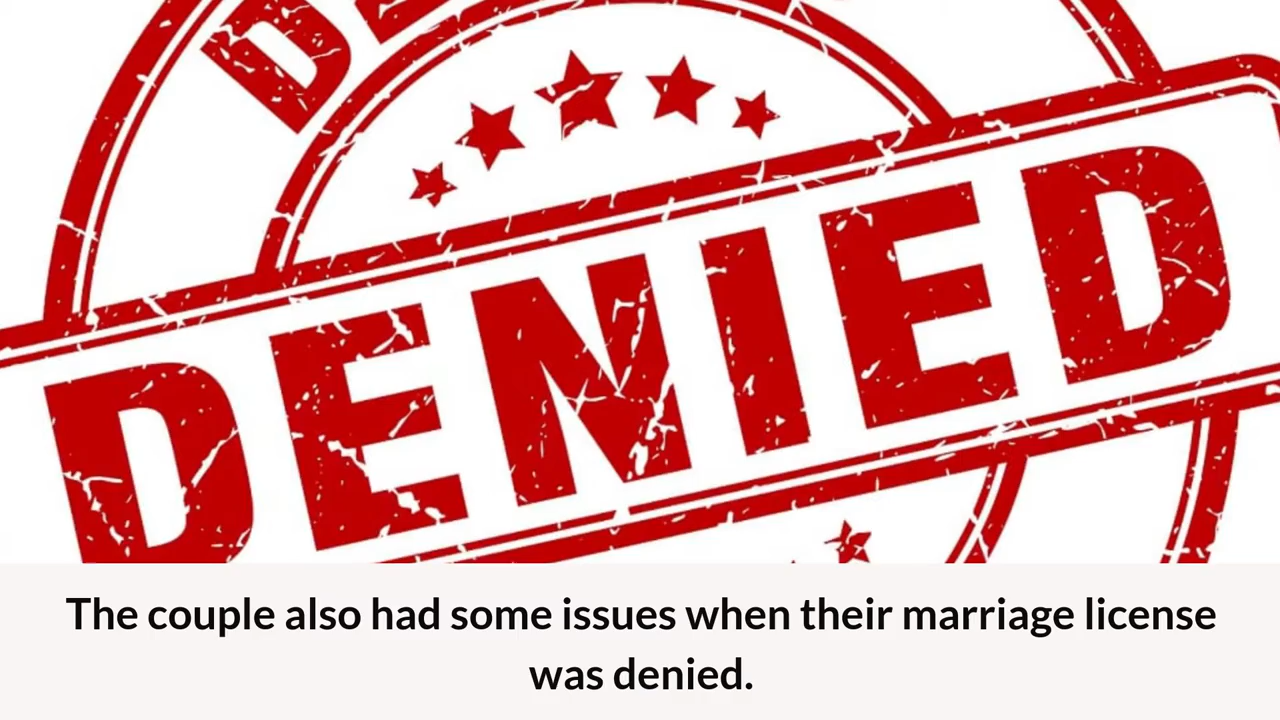 DENIED
The couple also had some issues when their marriage license
was denied.